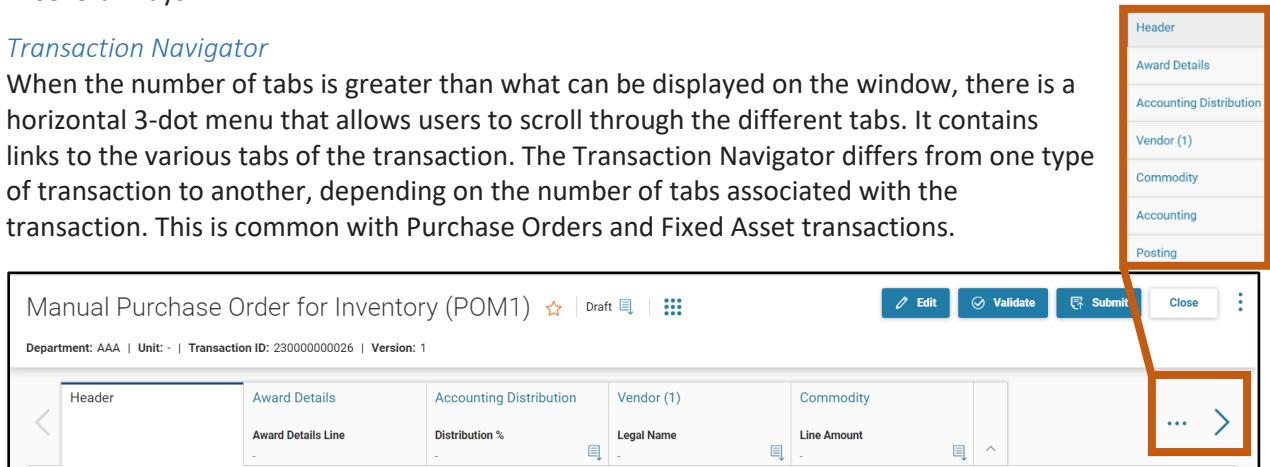 Transaction Navigator
When the number of tabs is greater than what can be displayed on the window, there is a
horizontal 3-dot menu that allows users to scroll through the different tabs. It contains
links to the various tabs of the transaction. The Transaction Navigator differs from one type
of transaction to another, depending on the number of tabs associated with the
transaction. This is common with Purchase Orders and Fixed Asset transactions.
Header
Award Details
Accounting Distribution
Vendor (1)
Commodity
Accounting
Posting
Manual Purchase Order for Inventory (POM1) | Draft | Edit Validate Submit Close
Department: AAA | Unit: - | Transaction ID: 230000000026 | Version: 1
Header Award Details Accounting Distribution Vendor (1) Commodity
Award Details Line Distribution % Legal Name Line Amount
- - - -